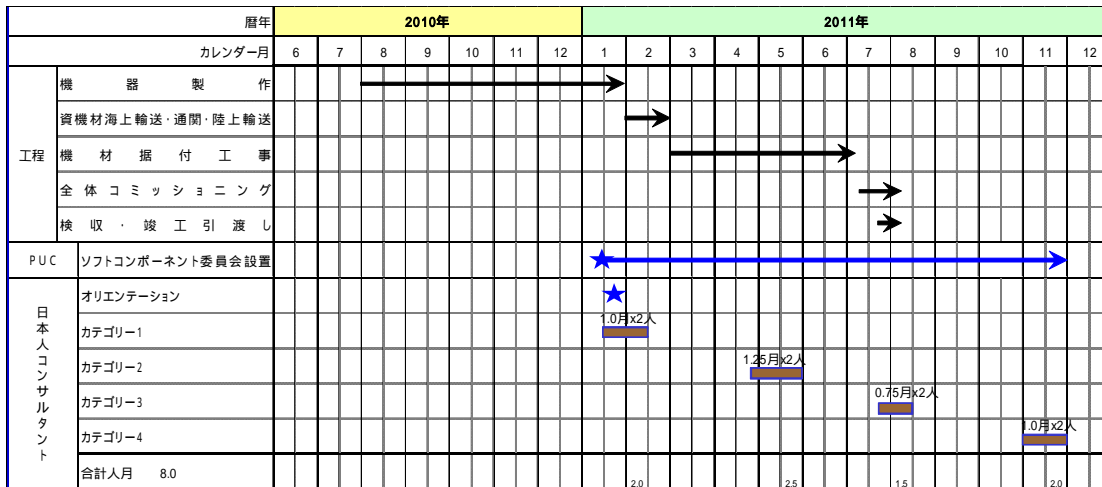 暦年 2010年 2011年
カレンダー月 6 7 8 9 10 11 12 1 2 3 4 5 6 7 8 9 10 11 12
工程
機器製作
資機材海上輸送・通関・陸上輸送
機材据付工事
全体コミッショニング
検収・竣工引渡し
PUC ソフトコンポーネント委員会設置
日本人コンサルタント
オリエンテーション
カテゴリー1 1.0月x2人
カテゴリー2 1.25月x2人
カテゴリー3 0.75月x2人
カテゴリー4 1.0月x2人
合計人月 8.0 2.0 2.5 1.5 2.0